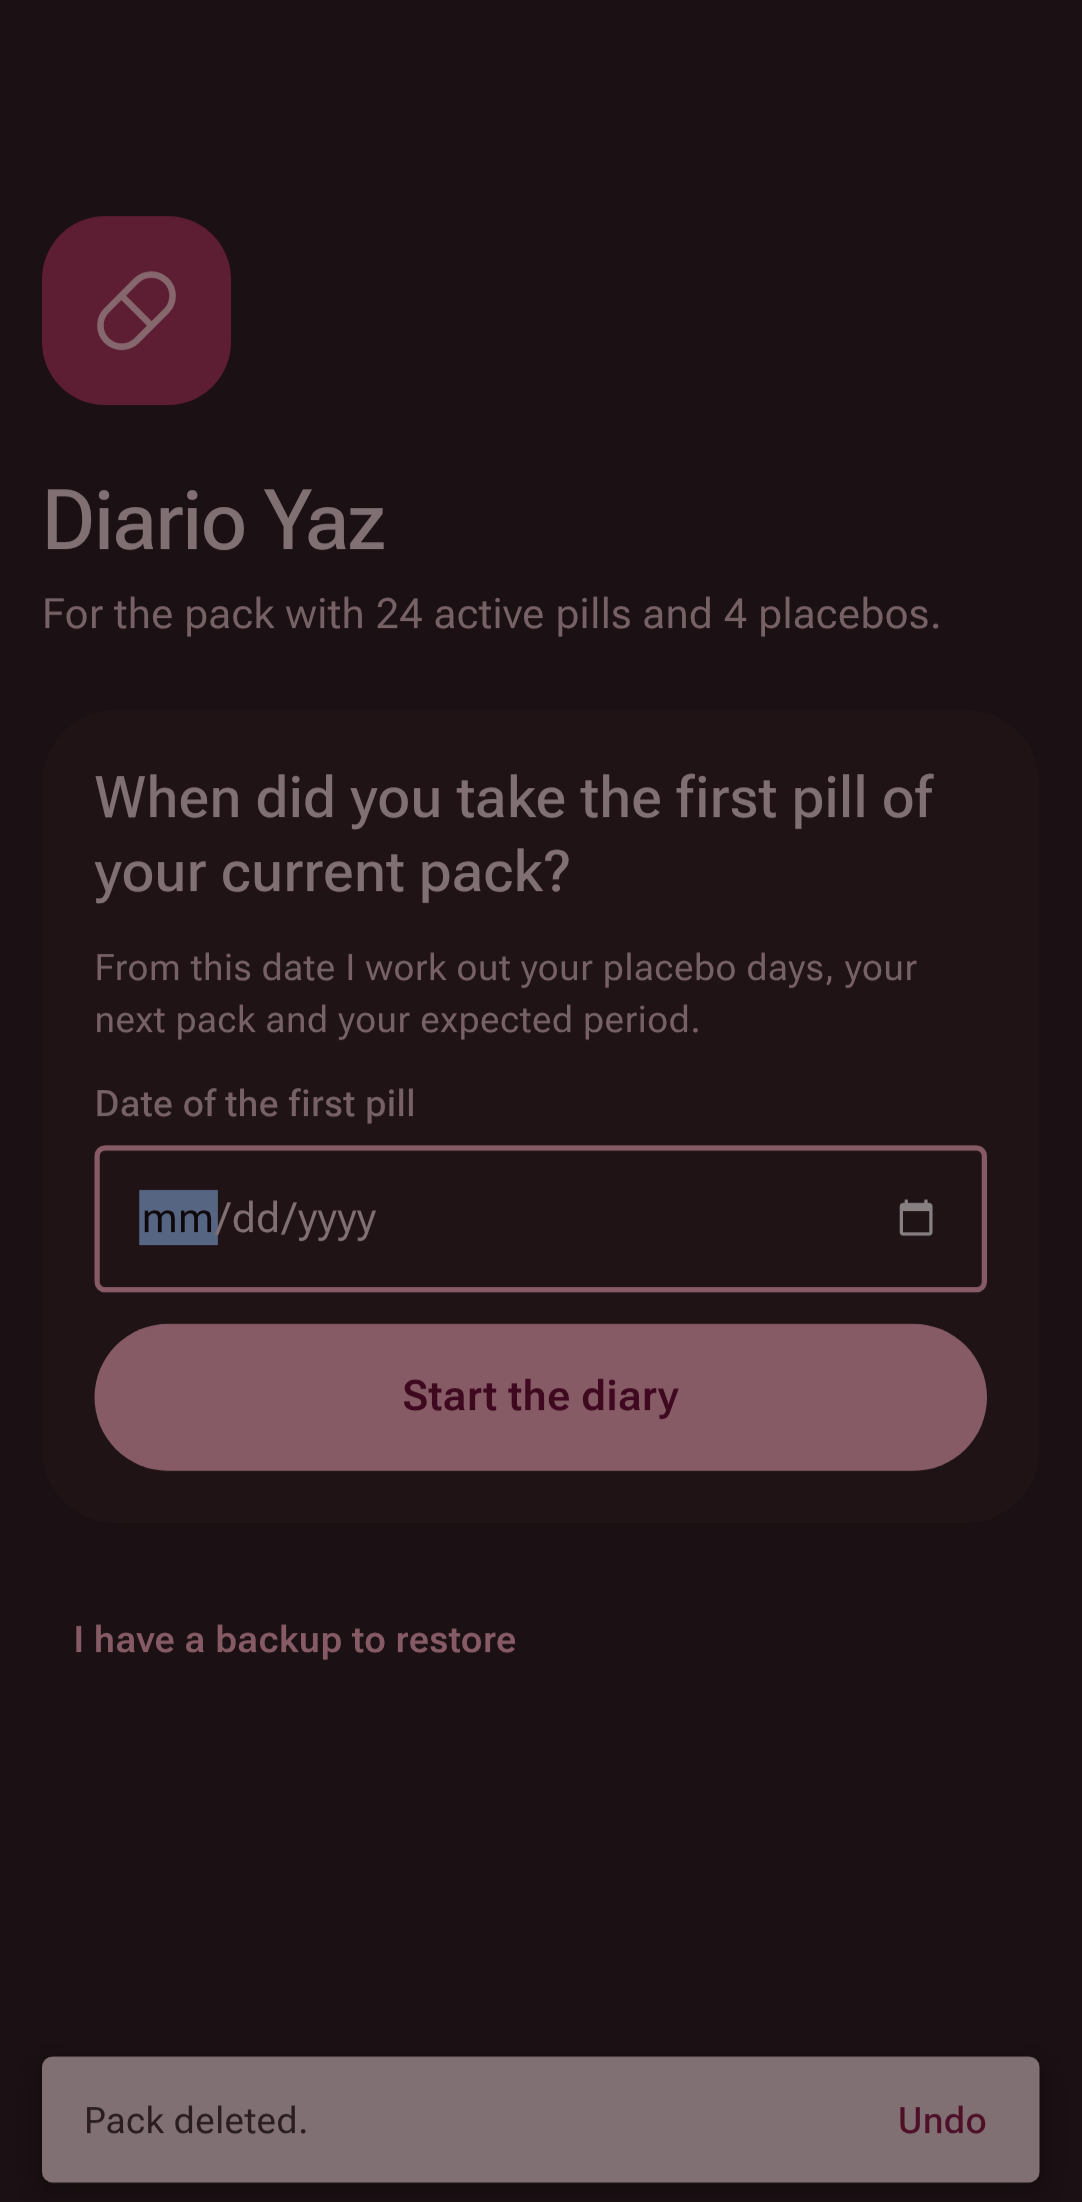 Diario Yaz
For the pack with 24 active pills and 4 placebos.
When did you take the first pill of
your current pack?
From this date I work out your placebo days, your
next pack and your expected period.
Date of the first pill
mm/dd/yyyy
Start the diary
I have a backup to restore
Pack deleted. Undo